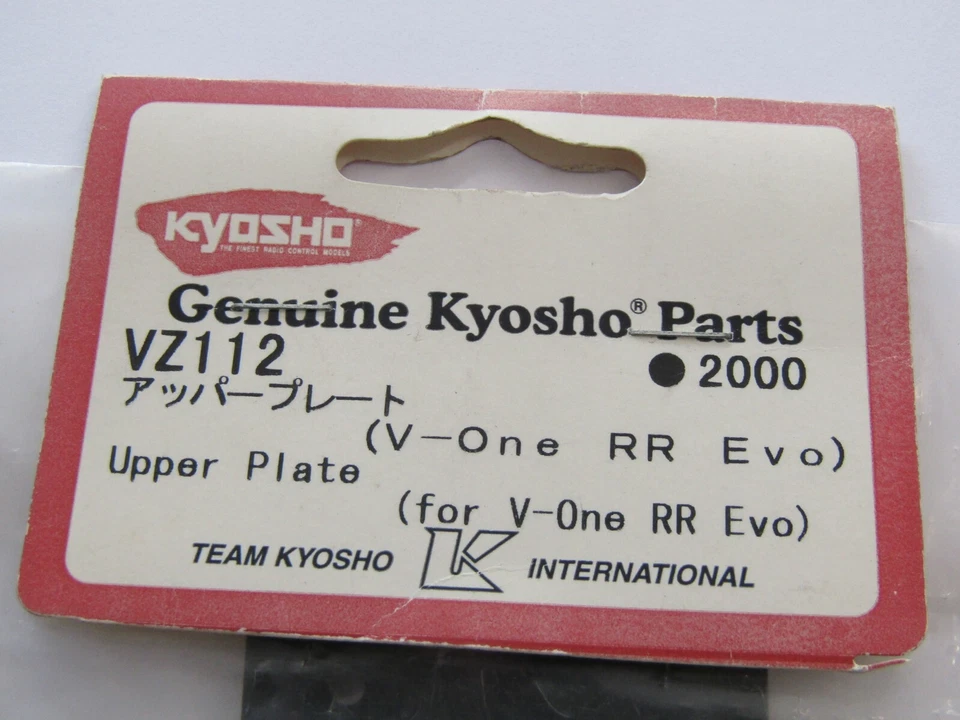 KYOSHO®
THE FINEST RADIO CONTROL MODELS
Genuine Kyosho® Parts
VZ112
●2000
アッパープレート
(V-One RR Evo)
Upper Plate
(for V-One RR Evo)
TEAM KYOSHO K INTERNATIONAL